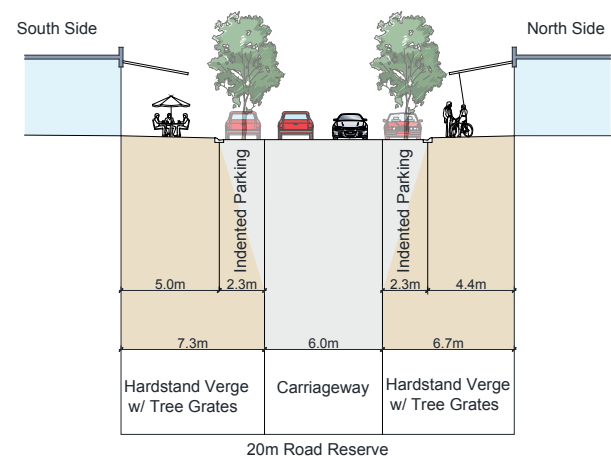 South Side
North Side
Indented Parking
Indented Parking
5.0m
2.3m
2.3m
4.4m
7.3m
6.0m
6.7m
Hardstand Verge
w/ Tree Grates
Carriageway
Hardstand Verge
w/ Tree Grates
20m Road Reserve